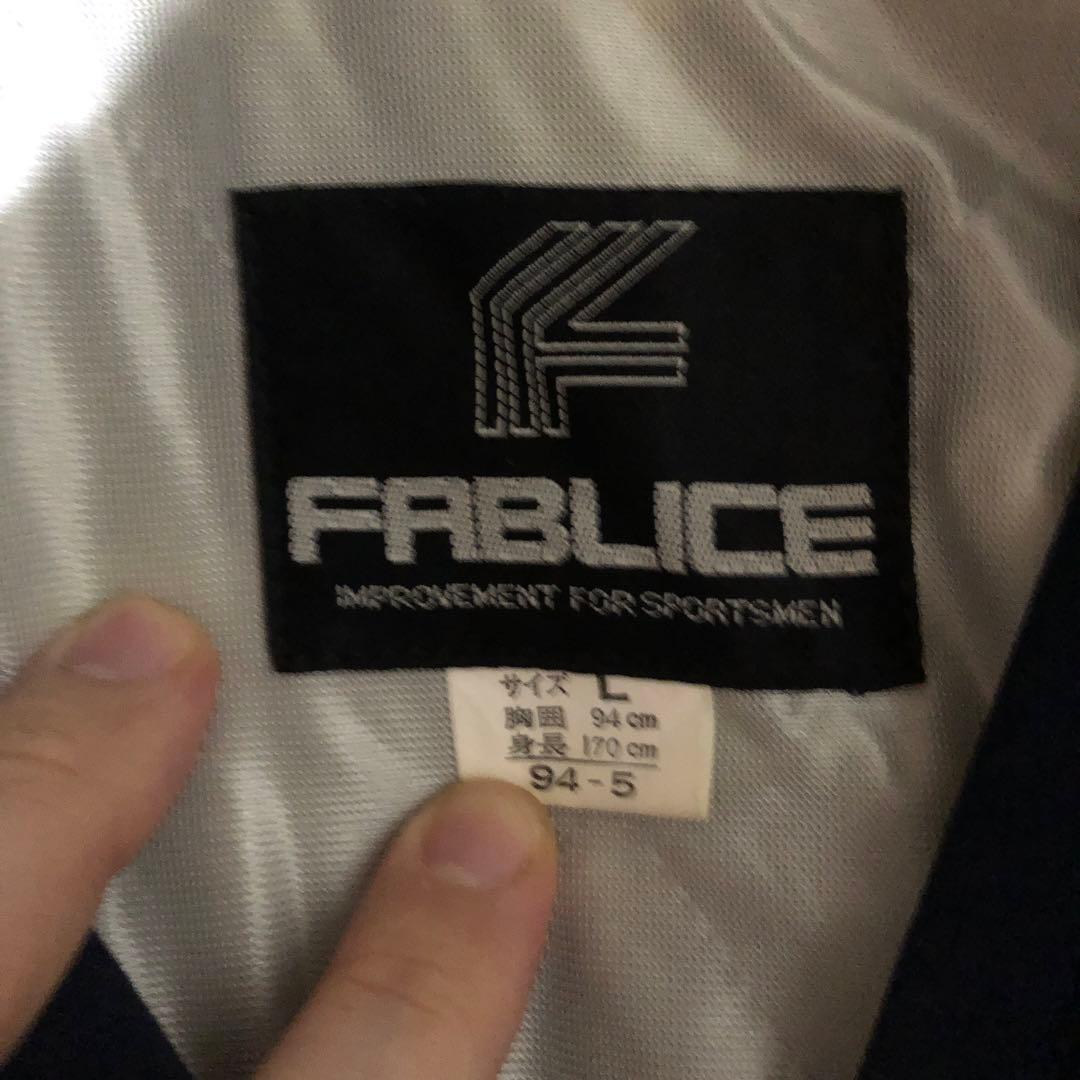 FABLICE
IMPROVEMENT FOR SPORTSMEN
サイズ L
胸囲 94cm
身長 170cm
94-5